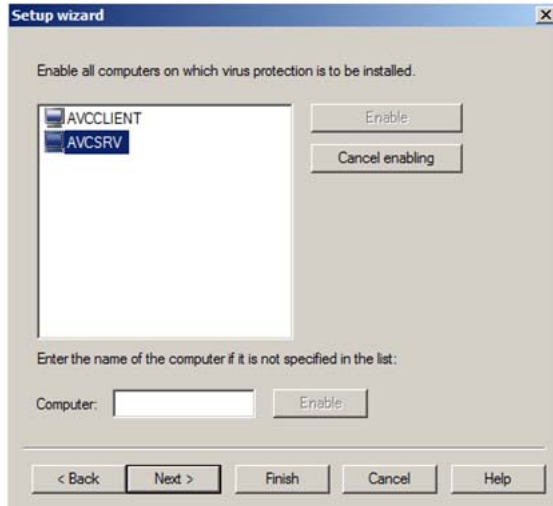 Setup wizard
Enable all computers on which virus protection is to be installed.
AVCCLIENT
AVCSRV
Enable
Cancel enabling
Enter the name of the computer if it is not specified in the list:
Computer:
Enable
< Back
Next >
Finish
Cancel
Help